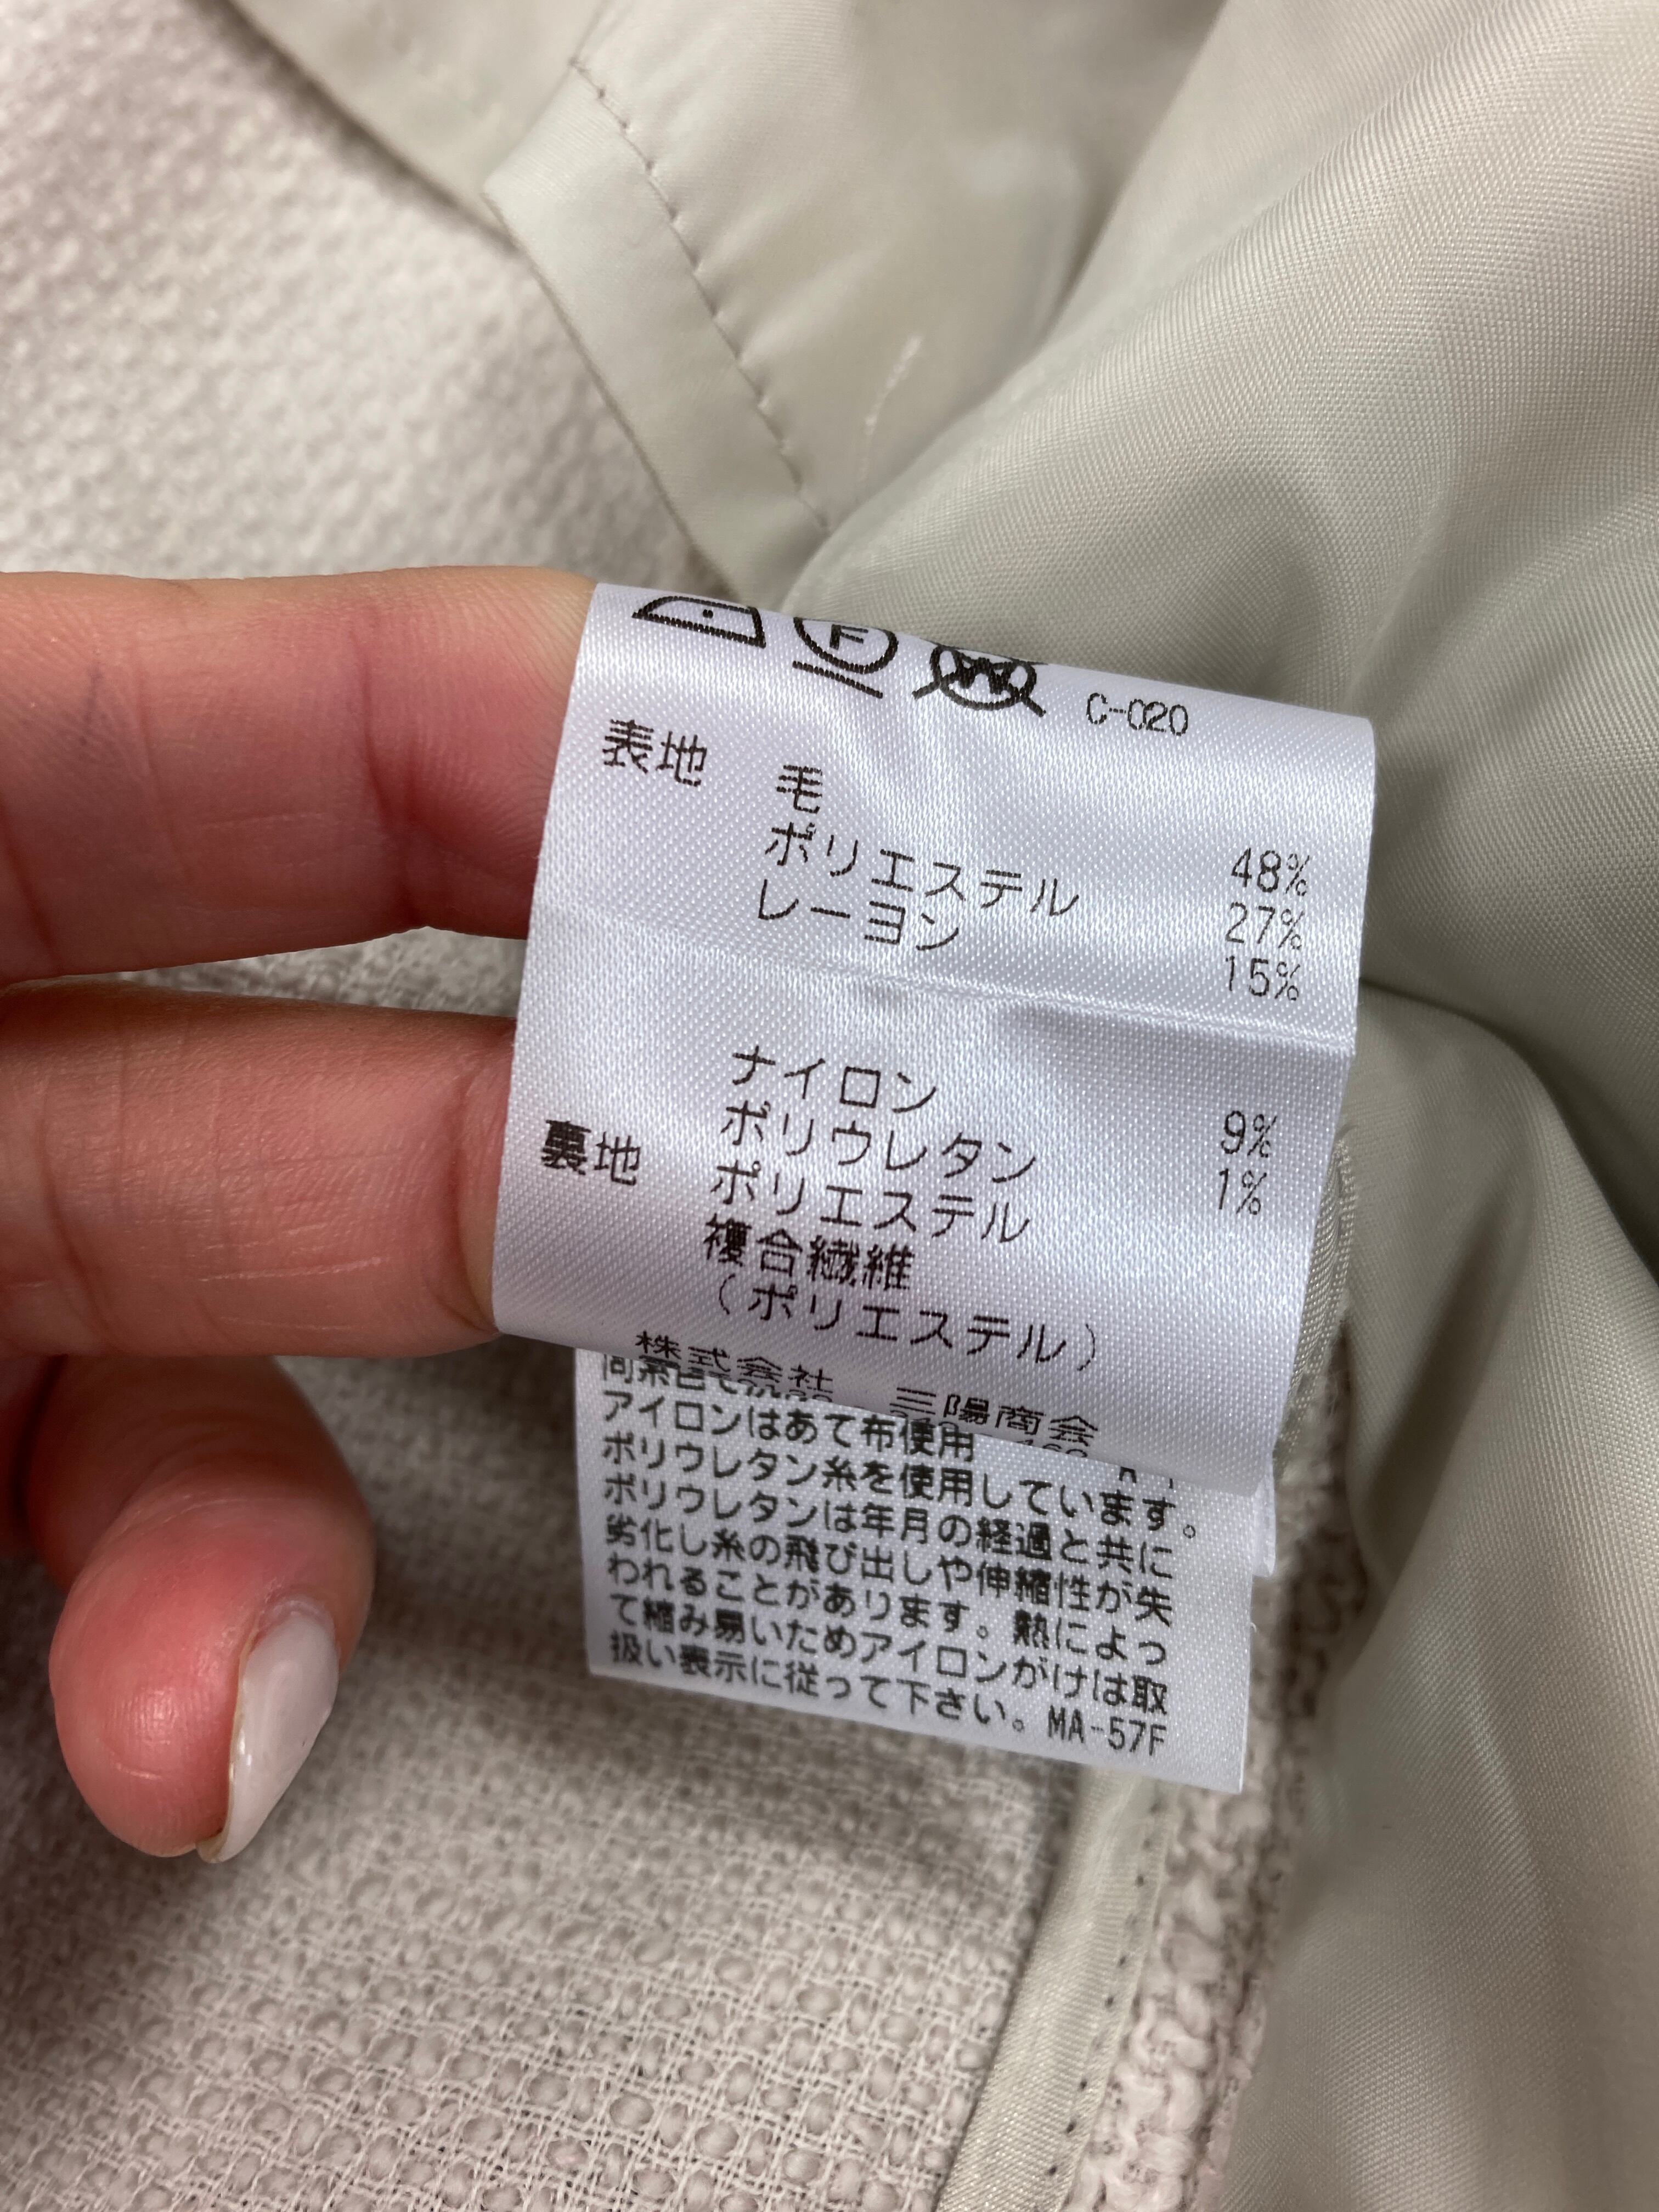 F
W
C-020
表地 毛 48%
ポリエステル 27%
レーヨン 15%
ナイロン 9%
ポリウレタン 1%
裏地 ポリエステル
複合繊維
(ポリエステル)
株式会社 三陽商会
アイロンはあて布使用
ポリウレタン糸を使用しています。
ポリウレタンは年月の経過と共に
劣化し糸の飛び出しや伸縮性が失
われることがあります。熱によっ
て縮み易いためアイロンがけは取
扱い表示に従って下さい。MA-57F